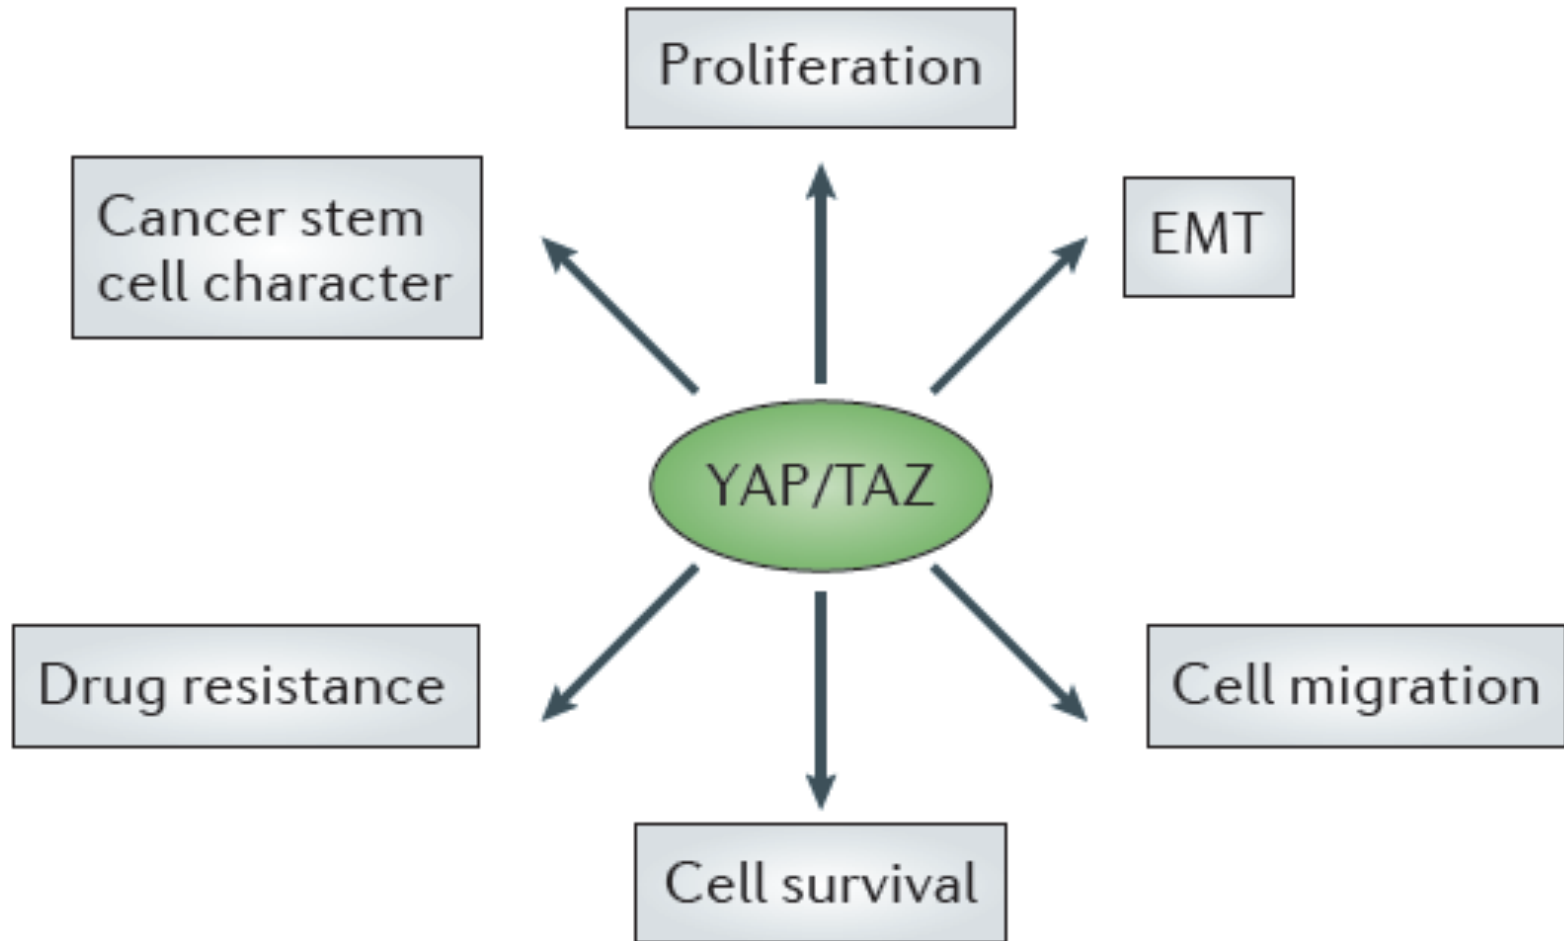 Proliferation
Cancer stem
cell character
EMT
YAP/TAZ
Drug resistance
Cell migration
Cell survival